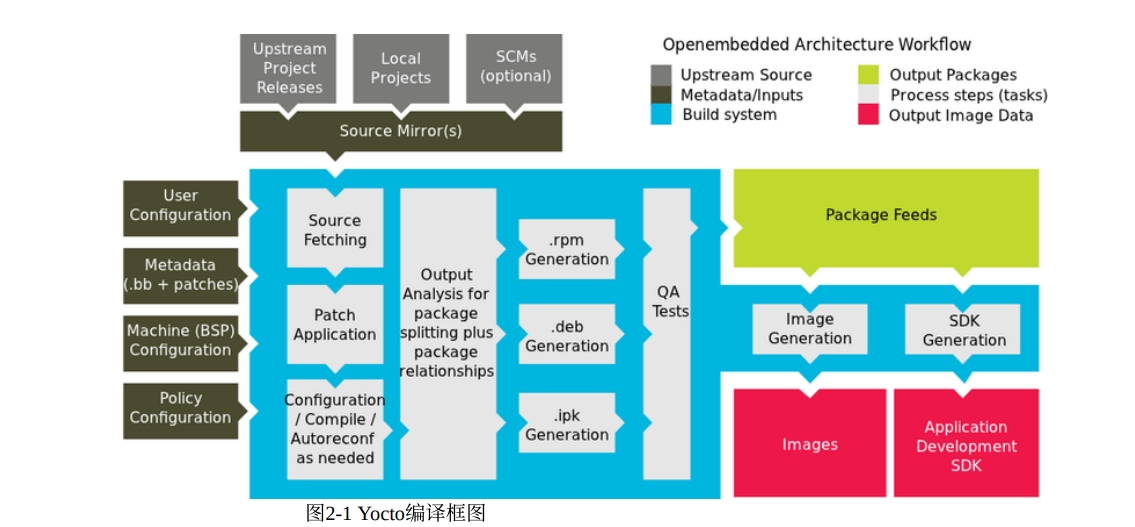 Upstream
Project
Releases
Local
Projects
SCMs
(optional)
Openembedded Architecture Workflow
Upstream Source
Metadata/Inputs
Build system
Output Packages
Process steps (tasks)
Output Image Data
Source Mirror(s)
User
Configuration
Metadata
(.bb + patches)
Machine (BSP)
Configuration
Policy
Configuration
Source
Fetching
Patch
Application
Configuration
/ Compile /
Autoreconf
as needed
Output
Analysis for
package
splitting plus
package
relationships
.rpm
Generation
.deb
Generation
.ipk
Generation
QA
Tests
Package Feeds
Image
Generation
SDK
Generation
Images
Application
Development
SDK
图2-1 Yocto编译框图